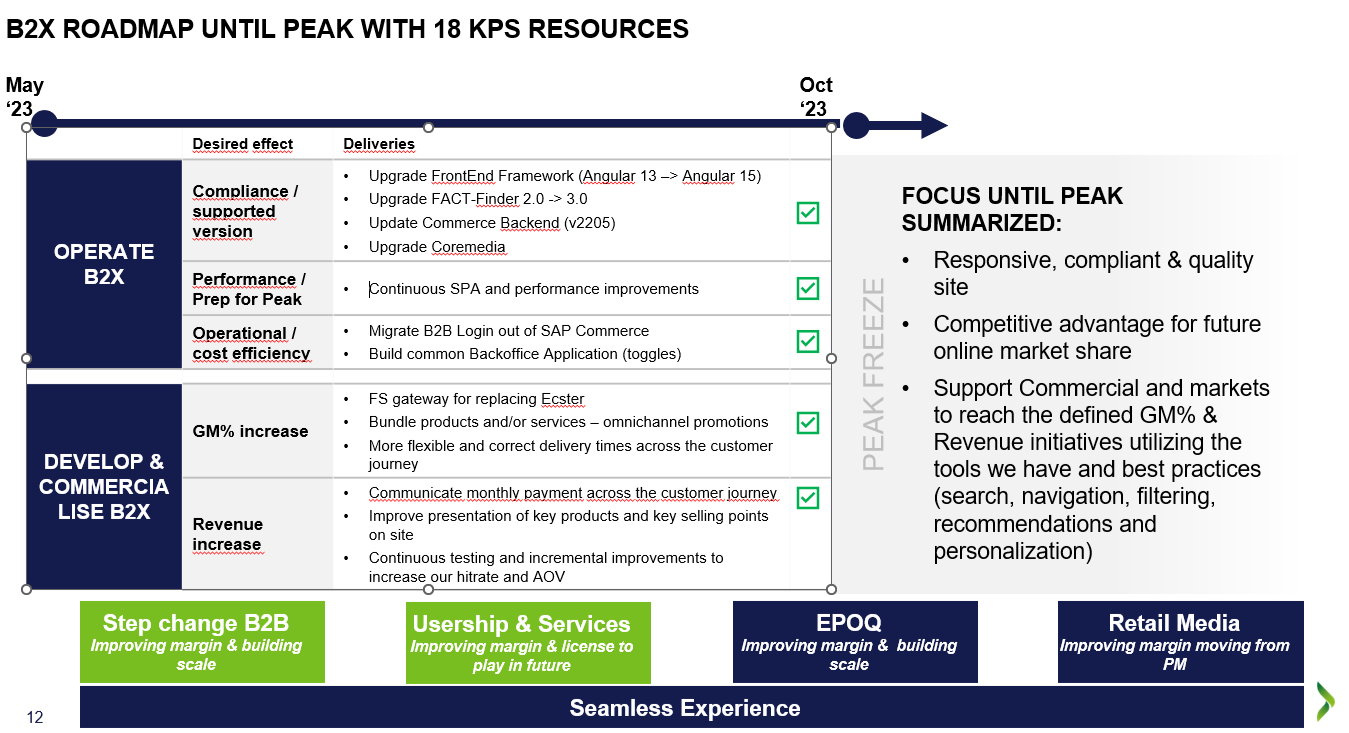 B2X ROADMAP UNTIL PEAK WITH 18 KPS RESOURCES
May
‘23
Oct
‘23
Desired effect
Deliveries
OPERATE
B2X
Compliance /
supported
version
• Upgrade FrontEnd Framework (Angular 13 –> Angular 15)
• Upgrade FACT-Finder 2.0 -> 3.0
• Update Commerce Backend (v2205)
• Upgrade Coremedia
Performance /
Prep for Peak
• Continuous SPA and performance improvements
Operational /
cost efficiency
• Migrate B2B Login out of SAP Commerce
• Build common Backoffice Application (toggles)
DEVELOP &
COMMERCIA
LISE B2X
GM% increase
• FS gateway for replacing Ecster
• Bundle products and/or services – omnichannel promotions
• More flexible and correct delivery times across the customer
journey
Revenue
increase
• Communicate monthly payment across the customer journey
• Improve presentation of key products and key selling points
on site
• Continuous testing and incremental improvements to
increase our hitrate and AOV
PEAK FREEZE
FOCUS UNTIL PEAK
SUMMARIZED:
• Responsive, compliant & quality
site
• Competitive advantage for future
online market share
• Support Commercial and markets
to reach the defined GM% &
Revenue initiatives utilizing the
tools we have and best practices
(search, navigation, filtering,
recommendations and
personalization)
Step change B2B
Improving margin & building
scale
Usership & Services
Improving margin & license to
play in future
EPOQ
Improving margin & building
scale
Retail Media
Improving margin moving from
PM
Seamless Experience
12